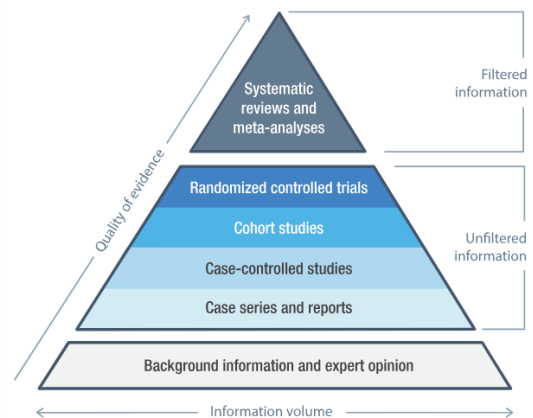 Systematic
reviews and
meta-analyses
Filtered
information
Quality of evidence
Randomized controlled trials
Cohort studies
Case-controlled studies
Case series and reports
Unfiltered
information
Background information and expert opinion
Information volume